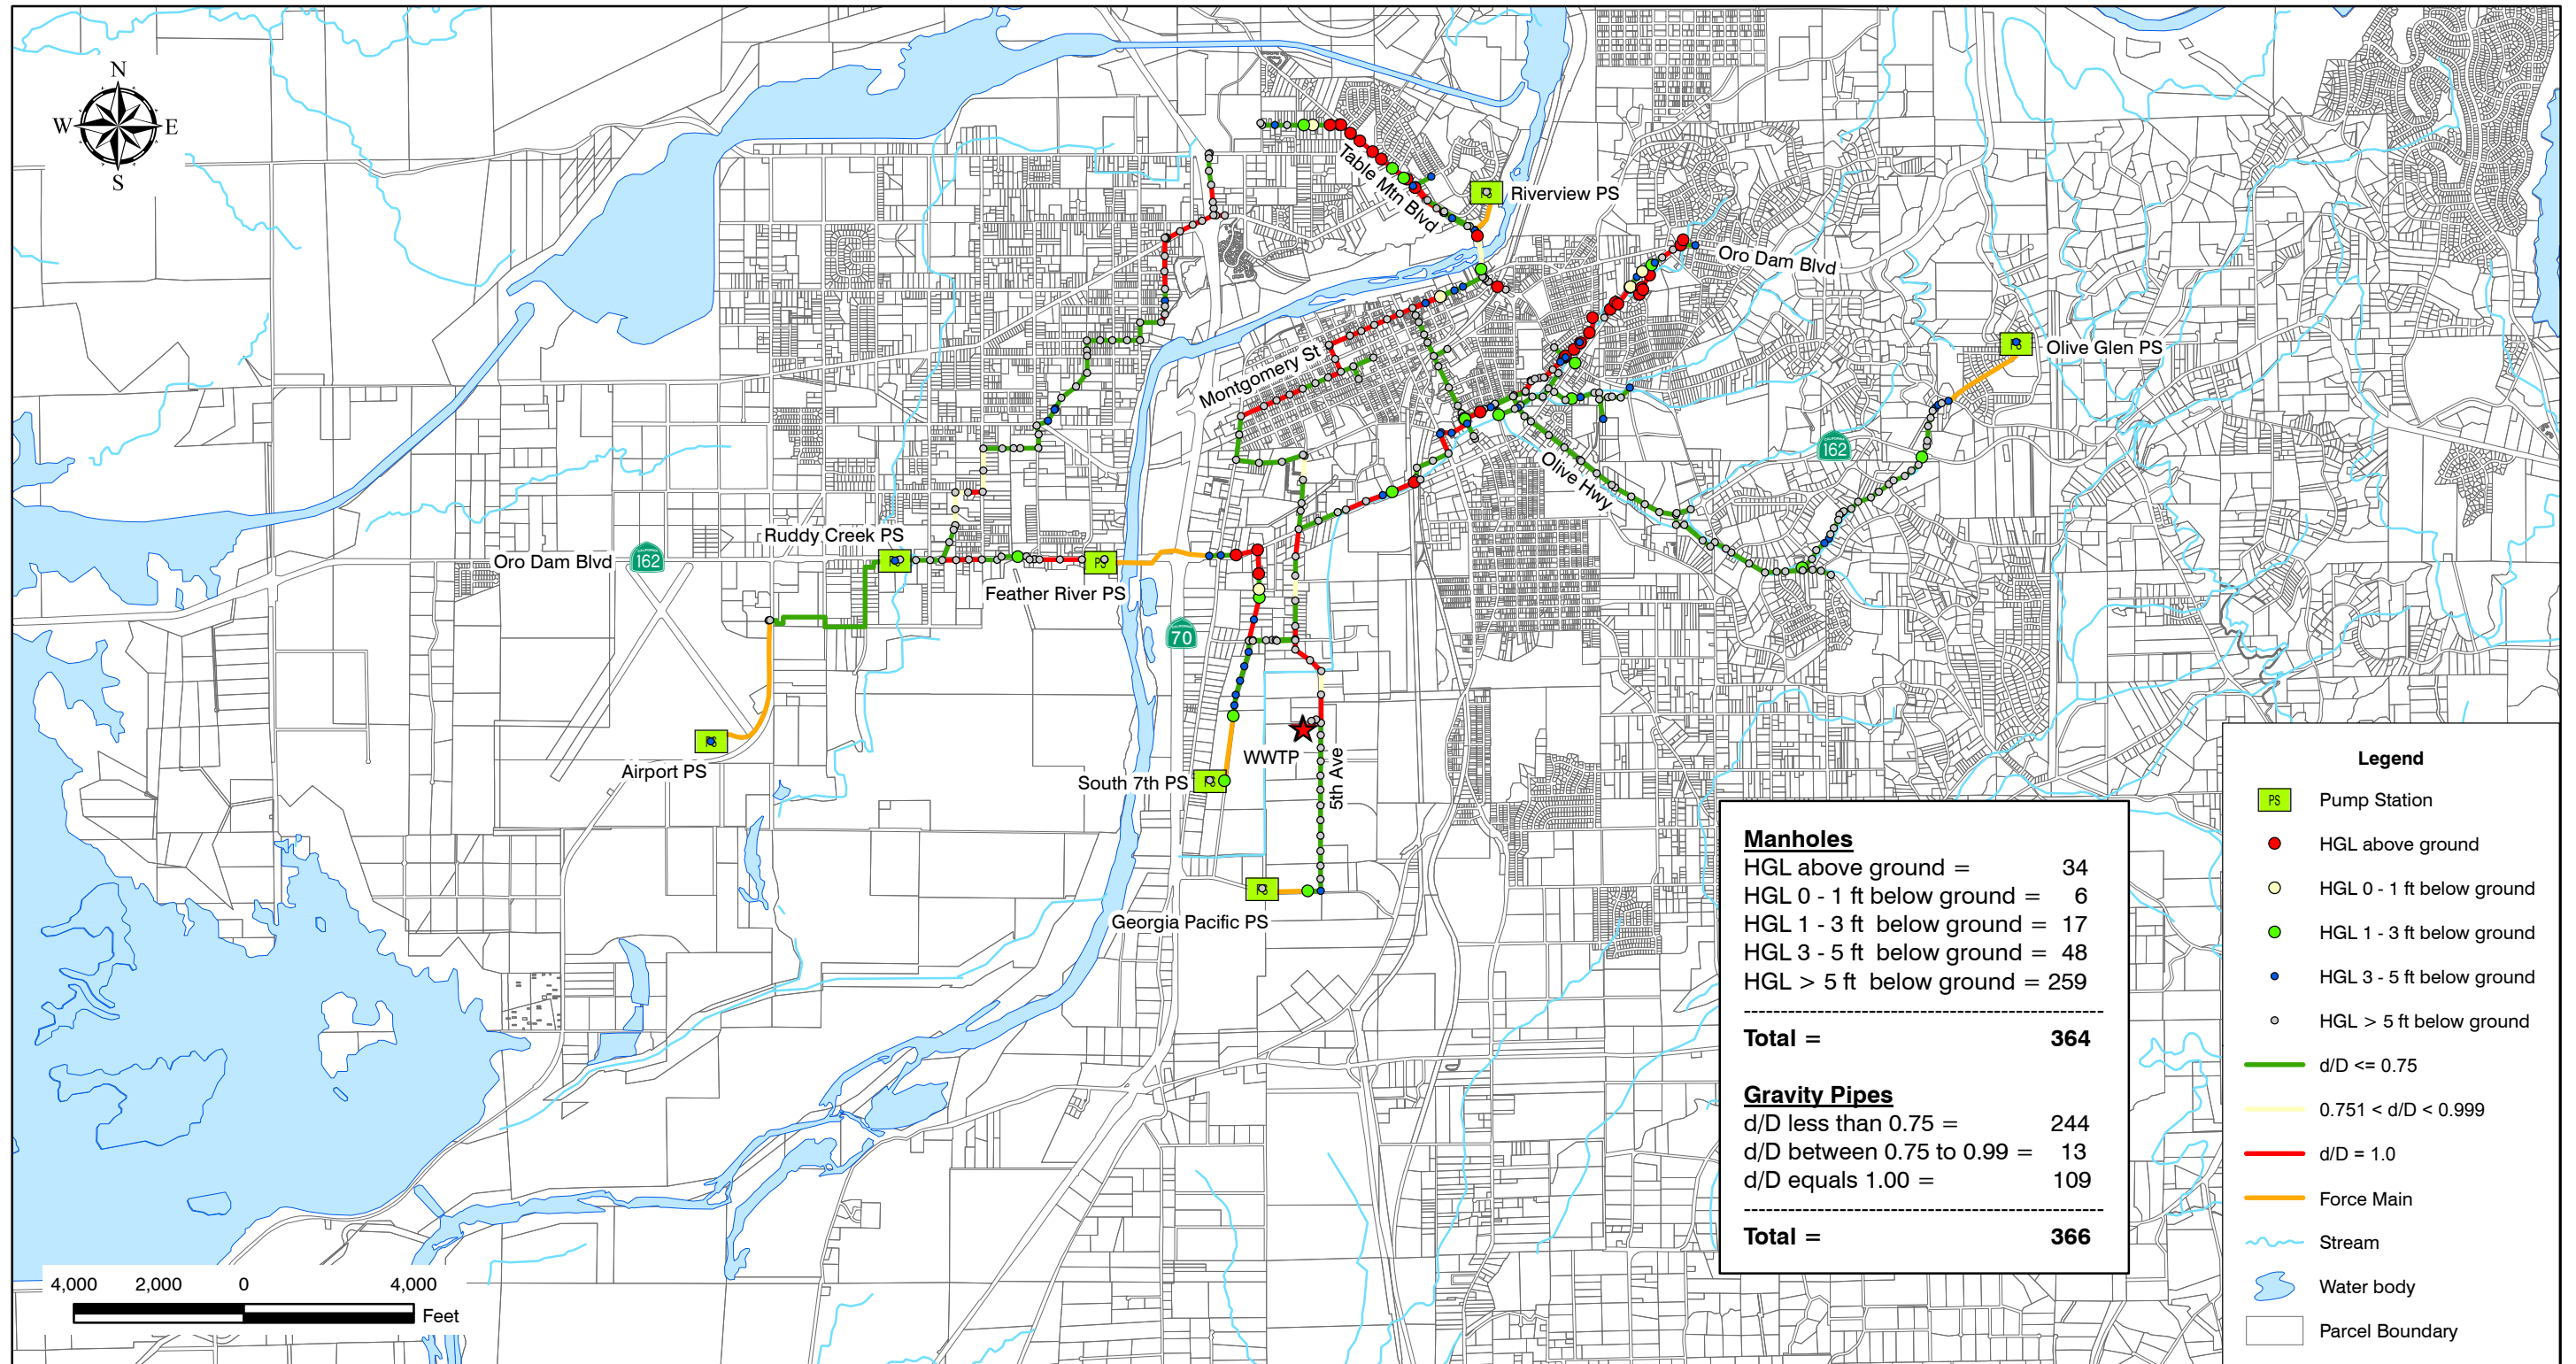 N
W
E
S
Table Mtn Blvd
Riverview PS
Oro Dam Blvd
Olive Glen PS
Montgomery St
CALIFORNIA
162
Olive Hwy
Ruddy Creek PS
Oro Dam Blvd
CALIFORNIA
162
PS
Feather River PS
CALIFORNIA
70
Airport PS
South 7th PS
WWTP
5th Ave
Georgia Pacific PS
Manholes
HGL above ground = 34
HGL 0 - 1 ft below ground = 6
HGL 1 - 3 ft below ground = 17
HGL 3 - 5 ft below ground = 48
HGL > 5 ft below ground = 259
Total = 364
Gravity Pipes
d/D less than 0.75 = 244
d/D between 0.75 to 0.99 = 13
d/D equals 1.00 = 109
Total = 366
Legend
PS Pump Station
HGL above ground
HGL 0 - 1 ft below ground
HGL 1 - 3 ft below ground
HGL 3 - 5 ft below ground
HGL > 5 ft below ground
d/D <= 0.75
0.751 < d/D < 0.999
d/D = 1.0
Force Main
Stream
Water body
Parcel Boundary
4,000 2,000 0 4,000
Feet